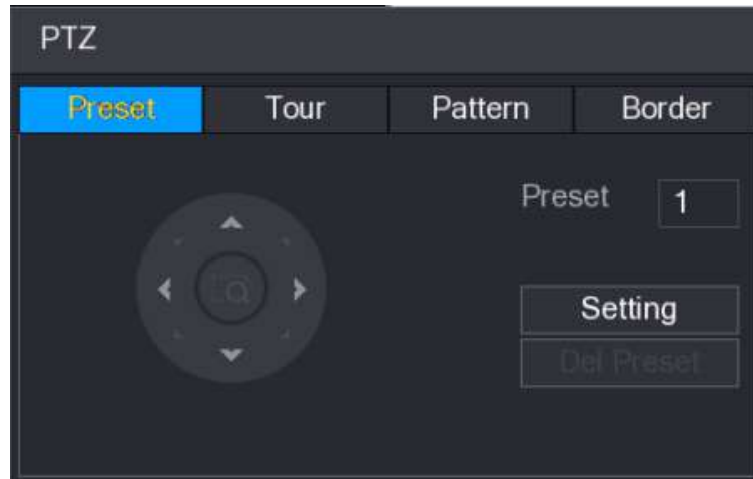 PTZ
Preset Tour Pattern Border
Preset 1
Setting
Del Preset